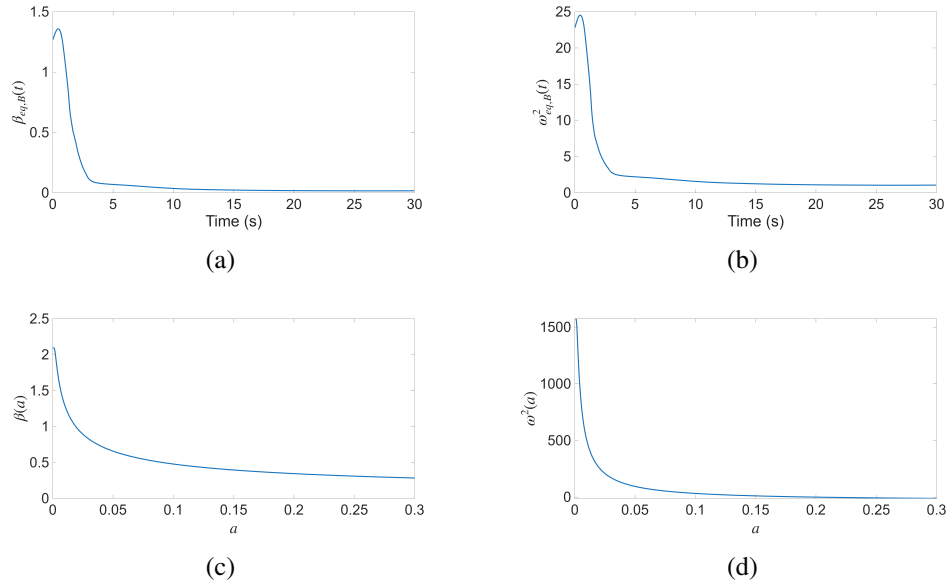 1.5
1
0.5
0
β_{eq,B}(t)
0 5 10 15 20 25 30
Time (s)
(a)
25
20
15
10
5
0
ω²_{eq,B}(t)
0 5 10 15 20 25 30
Time (s)
(b)
2.5
2
1.5
1
0.5
0
β(a)
0 0.05 0.1 0.15 0.2 0.25 0.3
a
(c)
1500
1000
500
0
ω²(a)
0 0.05 0.1 0.15 0.2 0.25 0.3
a
(d)